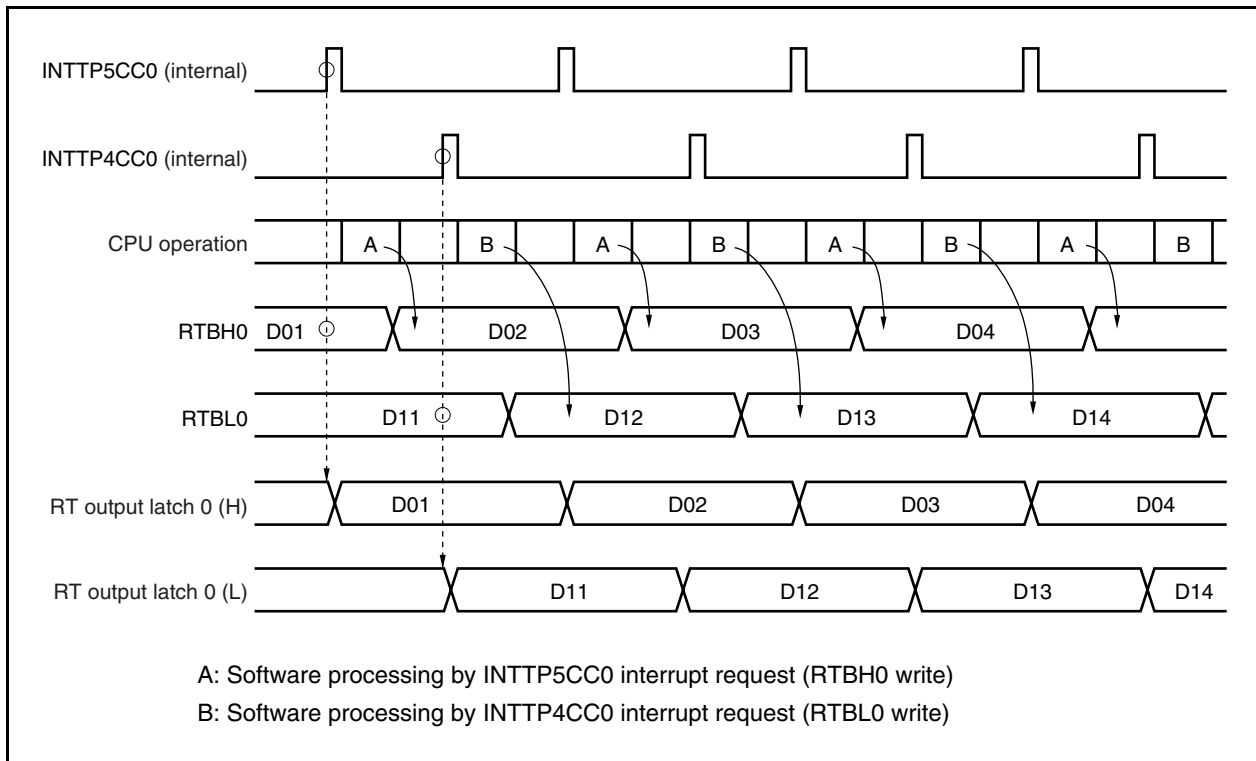 INTTP5CC0 (internal)
INTTP4CC0 (internal)
CPU operation
A B A B A B A B
RTBH0
D01 D02 D03 D04
RTBL0
D11 D12 D13 D14
RT output latch 0 (H)
D01 D02 D03 D04
RT output latch 0 (L)
D11 D12 D13 D14
A: Software processing by INTTP5CC0 interrupt request (RTBH0 write)
B: Software processing by INTTP4CC0 interrupt request (RTBL0 write)